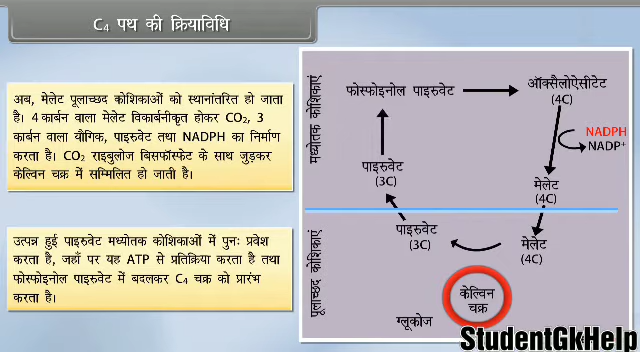 C₄ पथ की क्रियाविधि
अब, मेलेट पूलाच्छद कोशिकाओं को स्थानांतरित हो जाता
है। 4 कार्बन वाला मेलेट विकार्बनीकृत होकर CO₂, 3
कार्बन वाला यौगिक, पाइरुवेट तथा NADPH का निर्माण
करता है। CO₂ राइबुलोज बिसफॉस्फेट के साथ जुड़कर
केल्विन चक्र में सम्मिलित हो जाती है।
उत्पन्न हुई पाइरुवेट मध्योतक कोशिकाओं में पुनः प्रवेश
करता है, जहाँ पर यह ATP से प्रतिक्रिया करता है तथा
फोस्फोइनोल पाइरुवेट में बदलकर C₄ चक्र को प्रारंभ
करता है।
मध्योतक कोशिकाएं
फोस्फोइनोल पाइरुवेट
ऑक्सैलोऐसीटेट
(4C)
NADPH
NADP⁺
पाइरुवेट
(3C)
मेलेट
(4C)
पूलाच्छद कोशिकाएं
पाइरुवेट
(3C)
मेलेट
(4C)
केल्विन
चक्र
ग्लूकोज
StudentGkHelp